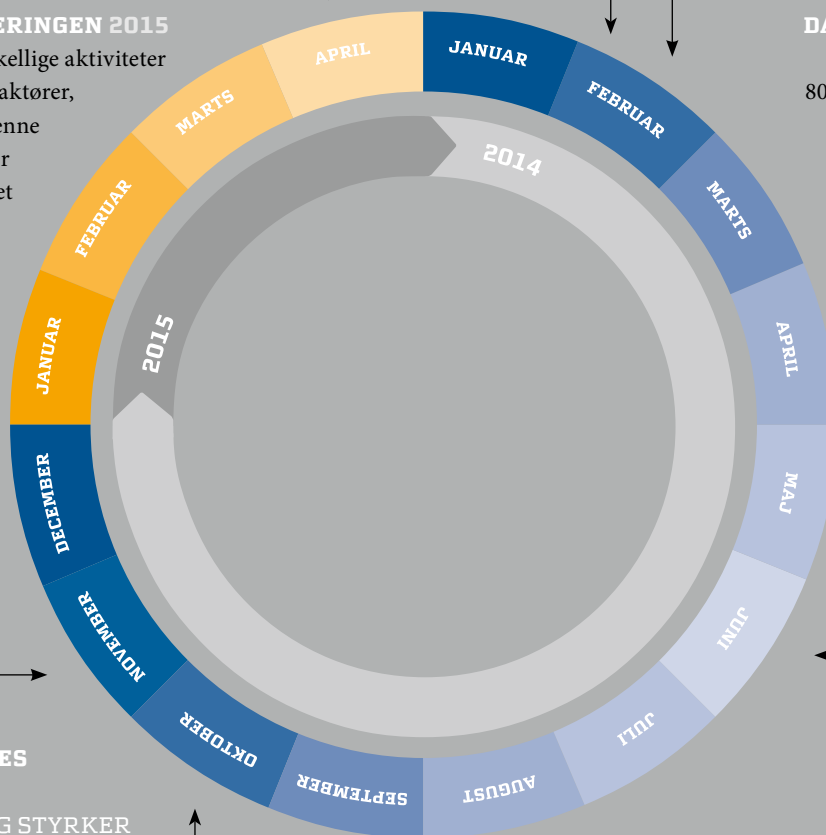 ERINGEN 2015
kellige aktiviteter
aktører,
enne
r
et
DA
80
JANUAR
FEBRUAR
MARTS
APRIL
MAJ
JUNI
JULI
AUGUST
SEPTEMBER
OKTOBER
NOVEMBER
DECEMBER
JANUAR
FEBRUAR
MARTS
APRIL
2014
2015
ES
G STYRKER